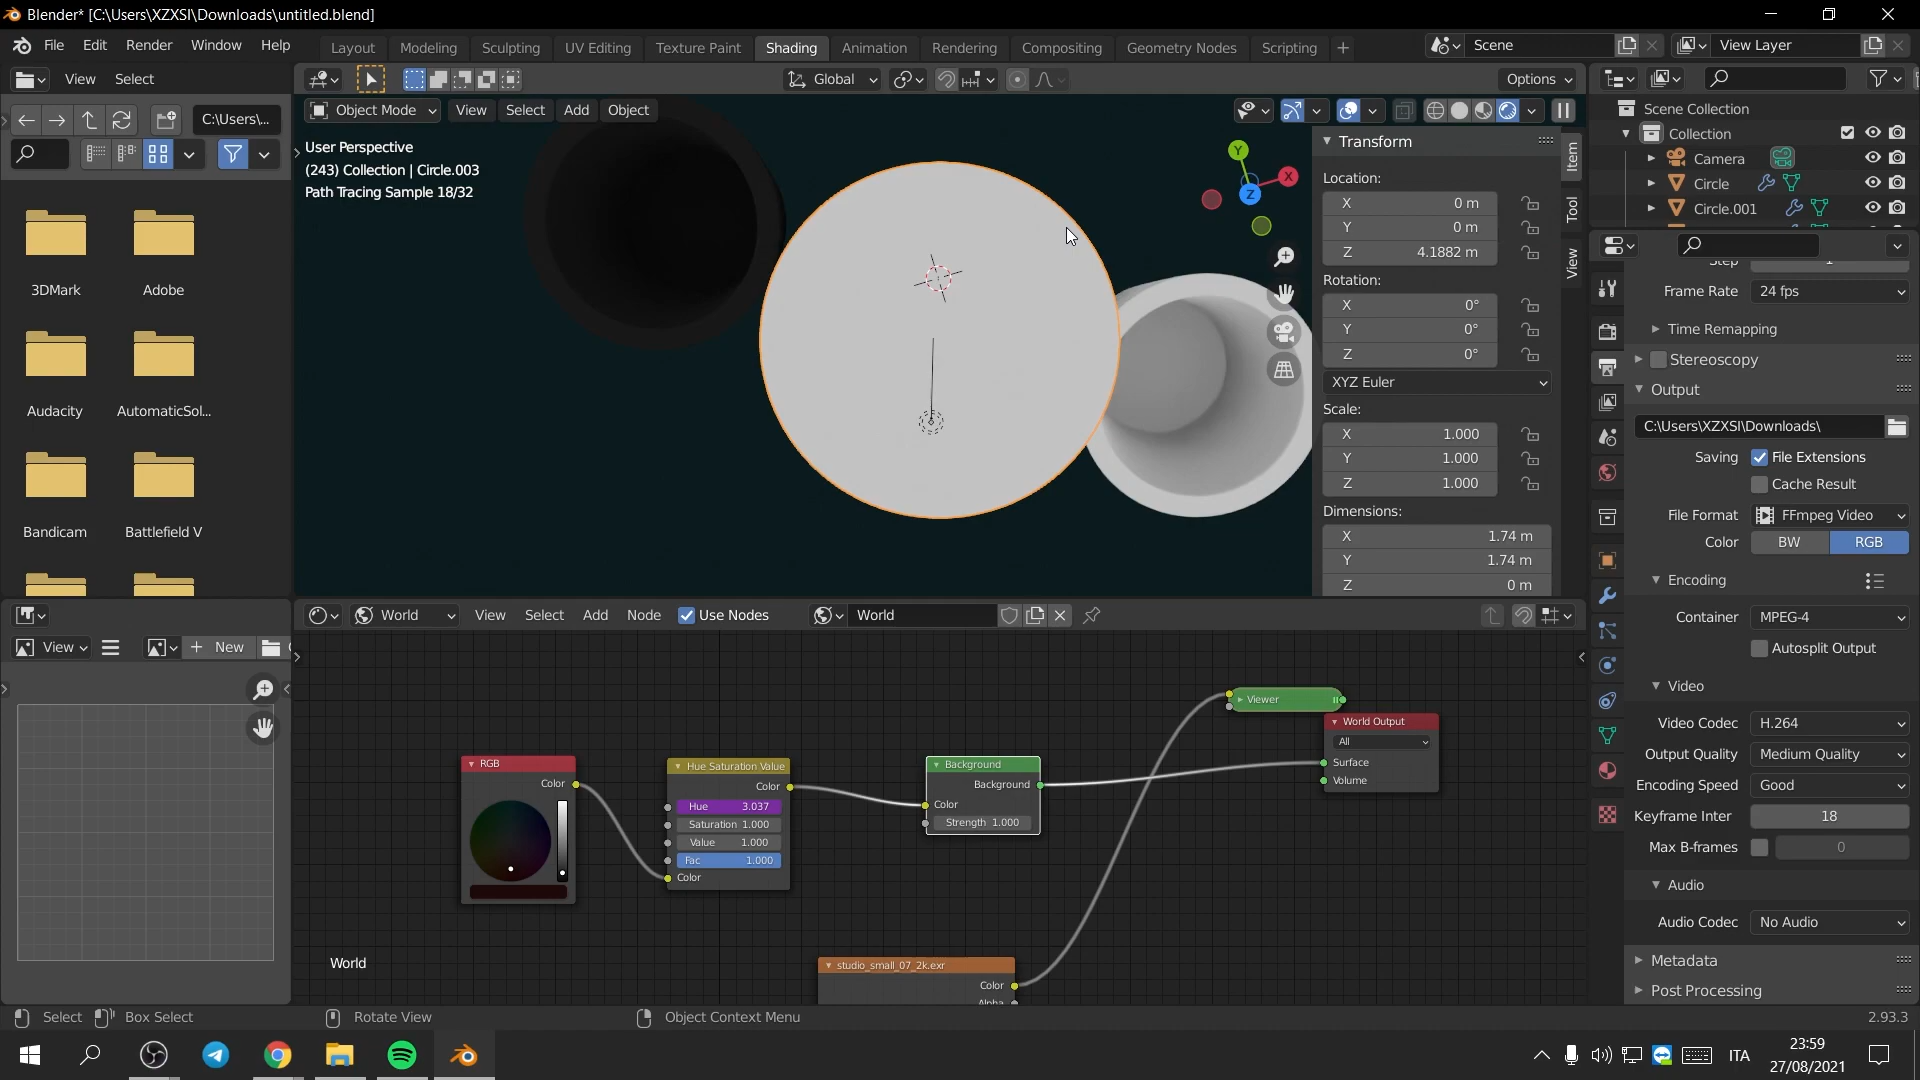 Blender* [C:\Users\XZXSI\Downloads\untitled.blend]
File Edit Render Window Help
Layout Modeling Sculpting UV Editing Texture Paint Shading Animation Rendering Compositing Geometry Nodes Scripting
Scene
View Layer
View Select
Global
Options
C:\Users\...
Object Mode View Select Add Object
User Perspective
(243) Collection | Circle.003
Path Tracing Sample 18/32
Y
X
Z
3DMark
Adobe
Audacity
AutomaticSol...
Bandicam
Battlefield V
Transform
Location:
X 0 m
Y 0 m
Z 4.1882 m
Rotation:
X 0°
Y 0°
Z 0°
XYZ Euler
Scale:
X 1.000
Y 1.000
Z 1.000
Dimensions:
X 1.74 m
Y 1.74 m
Z 0 m
Item
Tool
View
Scene Collection
Collection
Camera
Circle
Circle.001
Step 1
Frame Rate 24 fps
Time Remapping
Stereoscopy
Output
C:\Users\XZXSI\Downloads\
Saving File Extensions
Cache Result
File Format FFmpeg Video
Color BW RGB
Encoding
Container MPEG-4
Autosplit Output
Video
Video Codec H.264
Output Quality Medium Quality
Encoding Speed Good
Keyframe Inter 18
Max B-frames 0
Audio
Audio Codec No Audio
Metadata
Post Processing
World View Select Add Node Use Nodes World
View New
RGB
Color
Hue Saturation Value
Color
Hue 3.037
Saturation 1.000
Value 1.000
Fac 1.000
Color
Background
Background
Color
Strength 1.000
Viewer
World Output
All
Surface
Volume
studio_small_07_2k.exr
Color
Alpha
World
Select Box Select Rotate View Object Context Menu
2.93.3
ITA
23:59
27/08/2021